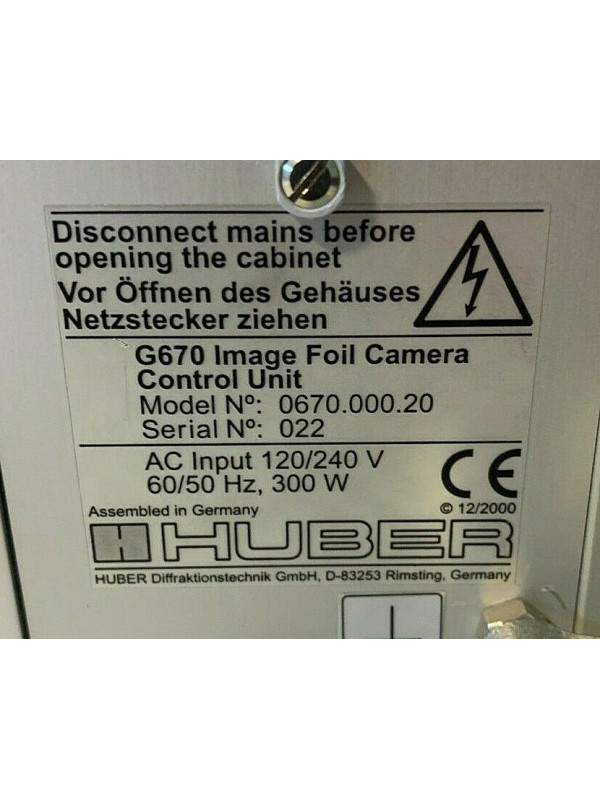 Disconnect mains before
opening the cabinet
Vor Öffnen des Gehäuses
Netzstecker ziehen
G670 Image Foil Camera
Control Unit
Model Nº: 0670.000.20
Serial Nº: 022
AC Input 120/240 V
60/50 Hz, 300 W
CE
Assembled in Germany
© 12/2000
H HUBER
HUBER Diffraktionstechnik GmbH, D-83253 Rimsting, Germany